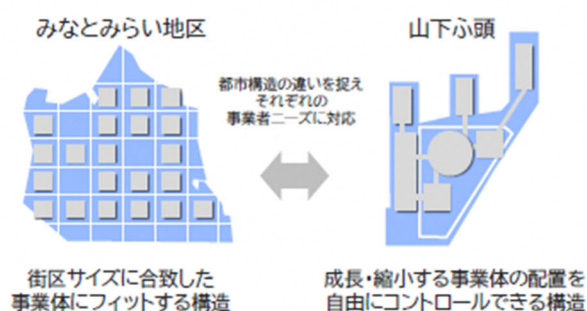 みなとみらい地区
山下ふ頭
都市構造の違いを捉え
それぞれの
事業者ニーズに対応
街区サイズに合致した
事業体にフィットする構造
成長・縮小する事業体の配置を
自由にコントロールできる構造